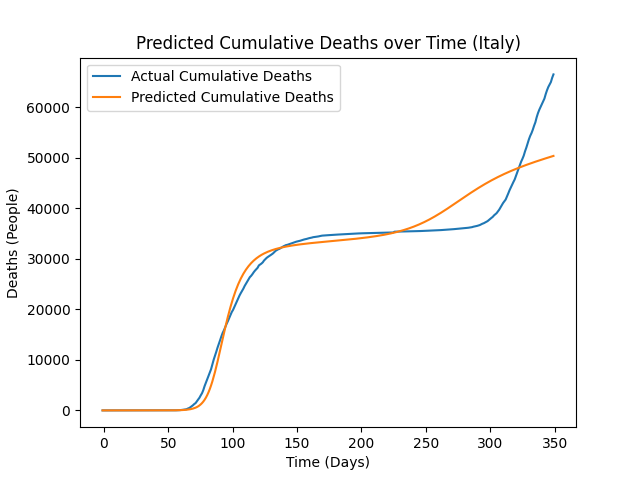 Predicted Cumulative Deaths over Time (Italy)
Actual Cumulative Deaths
Predicted Cumulative Deaths
Deaths (People)
60000
50000
40000
30000
20000
10000
0
0 50 100 150 200 250 300 350
Time (Days)